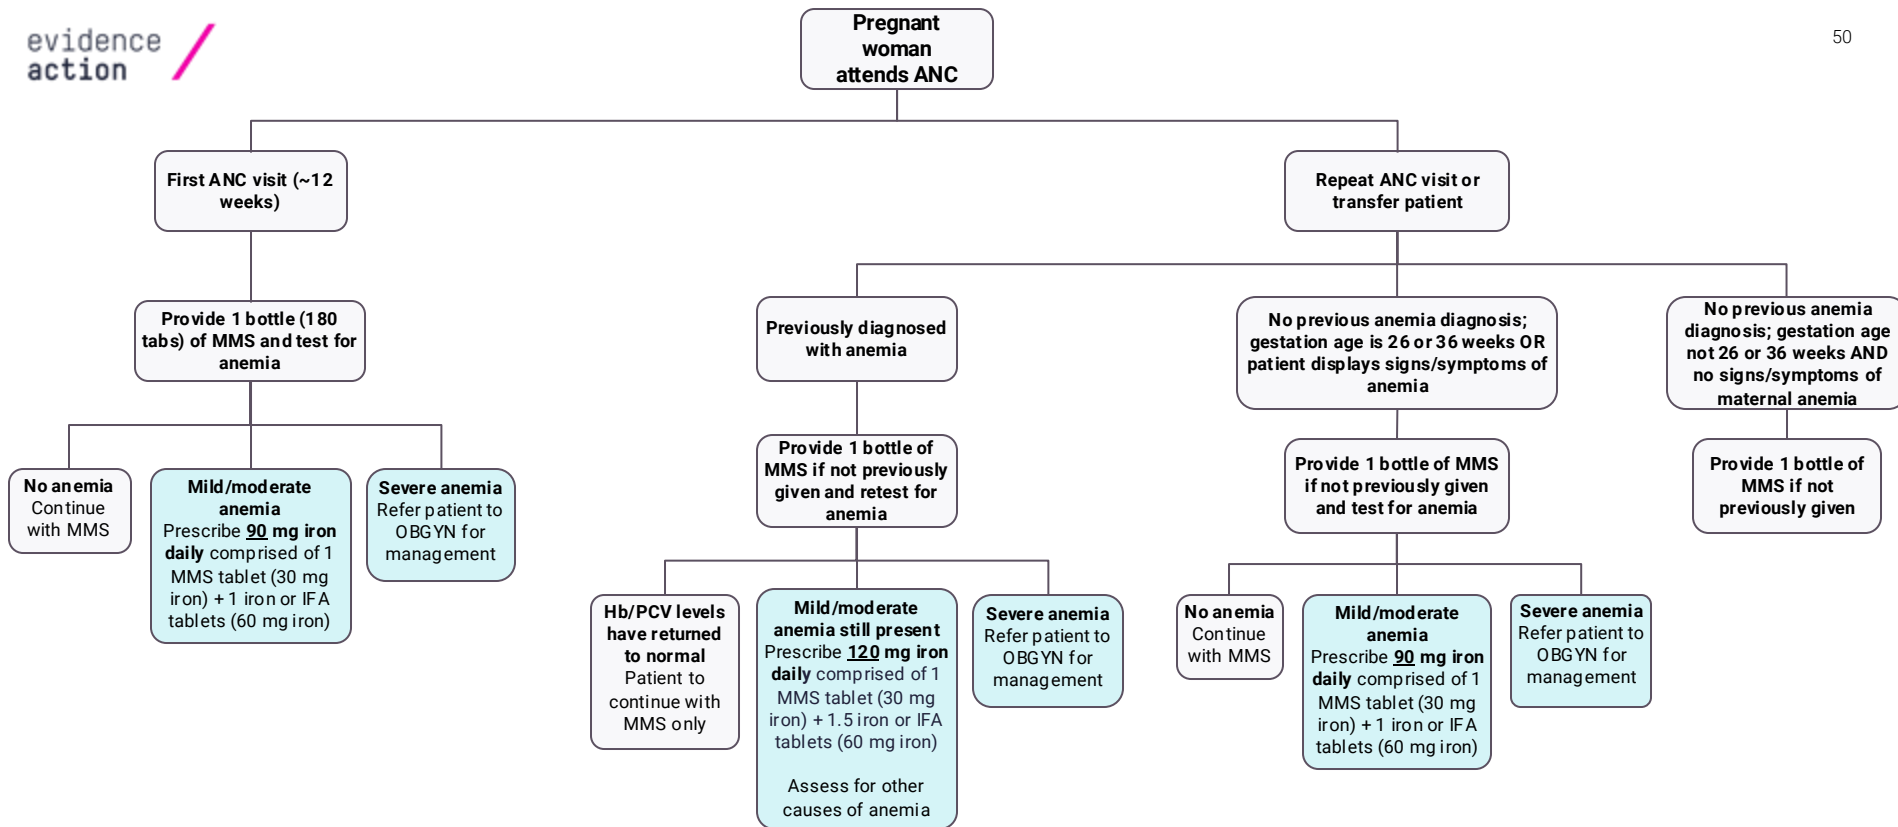 evidence
action
50
Pregnant
woman
attends ANC
First ANC visit (~12
weeks)
Repeat ANC visit or
transfer patient
Provide 1 bottle (180
tabs) of MMS and test for
anemia
Previously diagnosed
with anemia
No previous anemia diagnosis;
gestation age is 26 or 36 weeks OR
patient displays signs/symptoms of
anemia
No previous anemia
diagnosis; gestation age
not 26 or 36 weeks AND
no signs/symptoms of
maternal anemia
Provide 1 bottle of
MMS if not previously
given and retest for
anemia
Provide 1 bottle of MMS
if not previously given
and test for anemia
Provide 1 bottle of
MMS if not
previously given
No anemia
Continue
with MMS
Mild/moderate
anemia
Prescribe 90 mg iron
daily comprised of 1
MMS tablet (30 mg
iron) + 1 iron or IFA
tablets (60 mg iron)
Severe anemia
Refer patient to
OBGYN for
management
Hb/PCV levels
have returned
to normal
Patient to
continue with
MMS only
Mild/moderate
anemia still present
Prescribe 120 mg iron
daily comprised of 1
MMS tablet (30 mg
iron) + 1.5 iron or IFA
tablets (60 mg iron)
Assess for other
causes of anemia
Severe anemia
Refer patient to
OBGYN for
management
No anemia
Continue
with MMS
Mild/moderate
anemia
Prescribe 90 mg iron
daily comprised of 1
MMS tablet (30 mg
iron) + 1 iron or IFA
tablets (60 mg iron)
Severe anemia
Refer patient to
OBGYN for
management